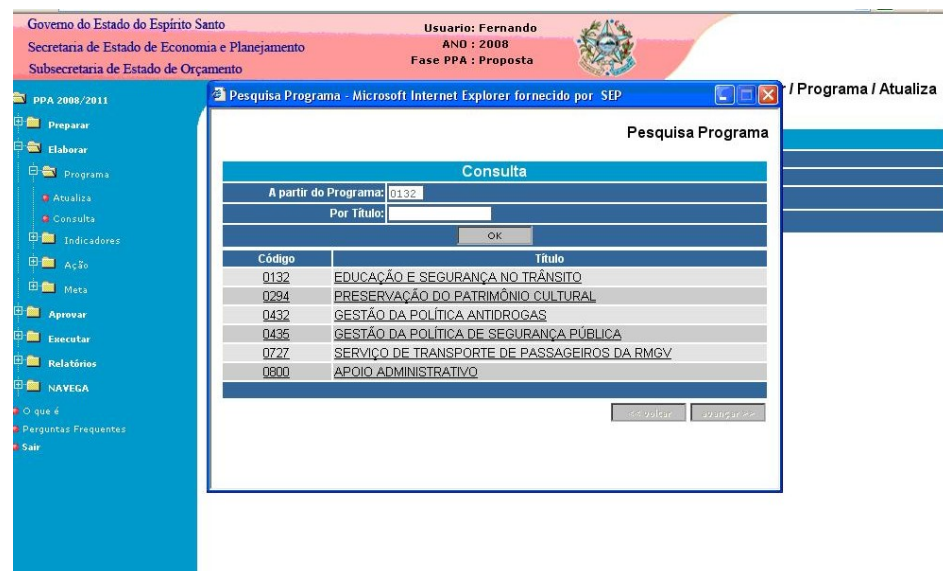 Governo do Estado do Espírito Santo
Secretaria de Estado de Economia e Planejamento
Subsecretaria de Estado de Orçamento
Usuario: Fernando
ANO : 2008
Fase PPA : Proposta
/ Programa / Atualiza
PPA 2008/2011
Preparar
Elaborar
Programa
Atualiza
Consulta
Indicadores
Ação
Meta
Aprovar
Executar
Relatórios
NAVEGA
O que é
Perguntas Frequentes
Sair
Pesquisa Programa - Microsoft Internet Explorer fornecido por SEP
Pesquisa Programa
Consulta
A partir do Programa: 0132
Por Título:
OK
Código Título
0132 EDUCAÇÃO E SEGURANÇA NO TRÂNSITO
0294 PRESERVAÇÃO DO PATRIMÔNIO CULTURAL
0432 GESTÃO DA POLÍTICA ANTIDROGAS
0435 GESTÃO DA POLÍTICA DE SEGURANÇA PÚBLICA
0727 SERVIÇO DE TRANSPORTE DE PASSAGEIROS DA RMGV
0800 APOIO ADMINISTRATIVO
<< voltar avançar >>